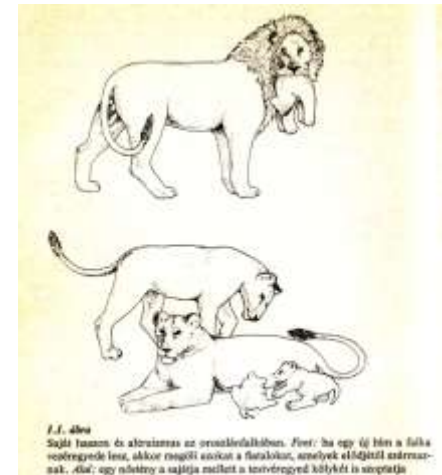 1.1. ábra
Saját haszon és altruizmus az oroszlánfalkában. Fent: ha egy új hím a falka
vezéregyede lesz, akkor megöli azokat a fiatalokat, amelyek elődjétől származ-
nak. Alul: egy nőstény a sajátja mellett a testvéregyed kölykét is szoptatja